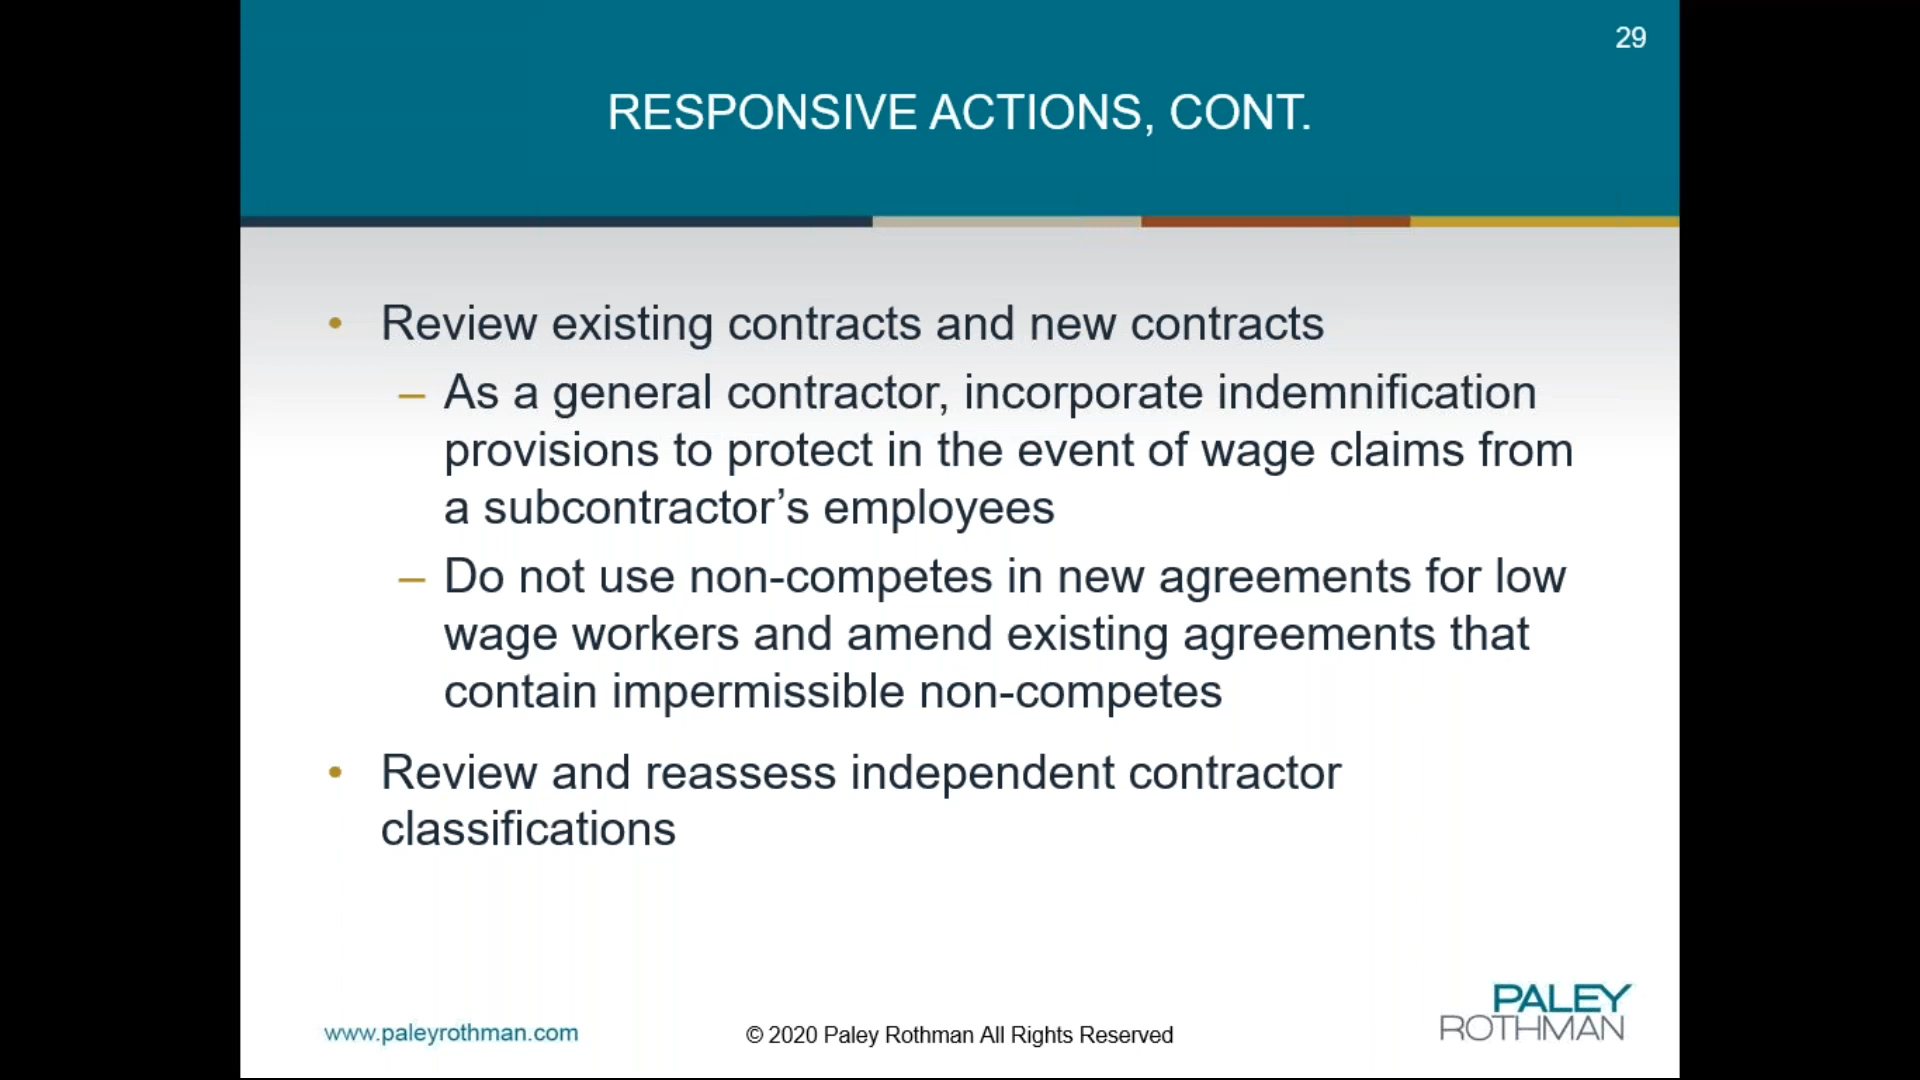 29
RESPONSIVE ACTIONS, CONT.
• Review existing contracts and new contracts
– As a general contractor, incorporate indemnification
provisions to protect in the event of wage claims from
a subcontractor’s employees
– Do not use non-competes in new agreements for low
wage workers and amend existing agreements that
contain impermissible non-competes
• Review and reassess independent contractor
classifications
www.paleyrothman.com
© 2020 Paley Rothman All Rights Reserved
PALEY
ROTHMAN